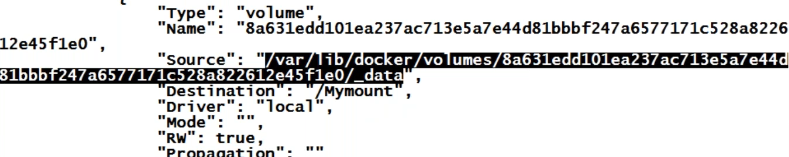 {
"Type": "volume",
"Name": "8a631edd101ea237ac713e5a7e44d81bbbf247a6577171c528a8226
12e45f1e0",
"Source": "/var/lib/docker/volumes/8a631edd101ea237ac713e5a7e44d
81bbbf247a6577171c528a822612e45f1e0/_data",
"Destination": "/Mymount",
"Driver": "local",
"Mode": "",
"RW": true,
"Propagation": ""